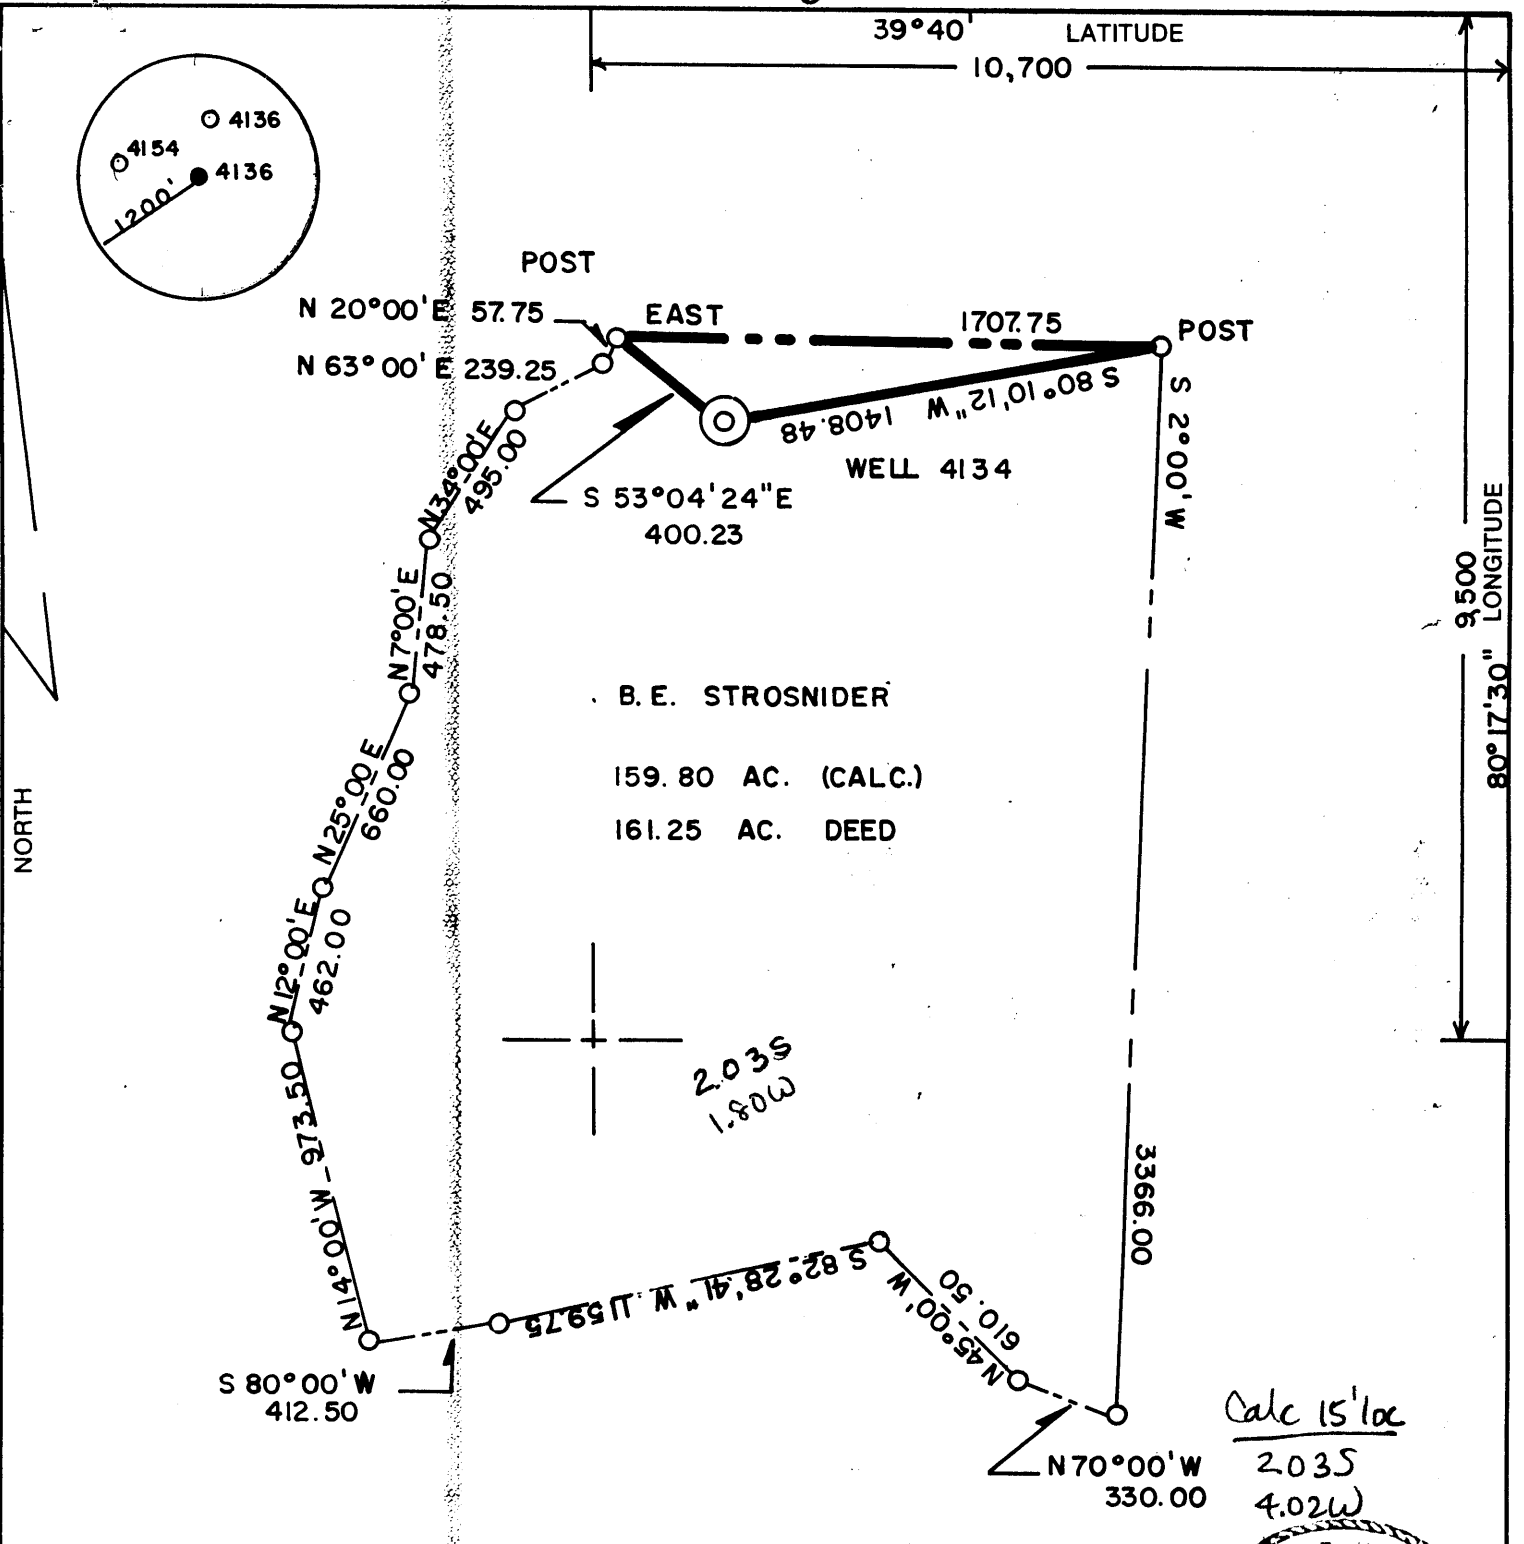 39°40' LATITUDE
10,700
4136
4154
4136
1200'
POST
N 20°00'E 57.75
EAST
1707.75
POST
N 63°00'E 239.25
S 80°10'12"W 1408.48
S 2°00'W
N34°00'E
495.00
WELL 4134
S 53°04'24"E
400.23
9,500
LONGITUDE
80°17'30"
N7°00'E
478.50
B.E. STROSNIDER
159.80 AC. (CALC.)
161.25 AC. DEED
N25°00'E
660.00
NORTH
N12°00'E
462.00
2.03S
1.80W
N14°00'W 973.50
3366.00
S 82°28'41" W 1159.75
N 45°00'W
610.50
S 80°00'W
412.50
N70°00'W
330.00
Calc 15' loc
2.03S
4.02W